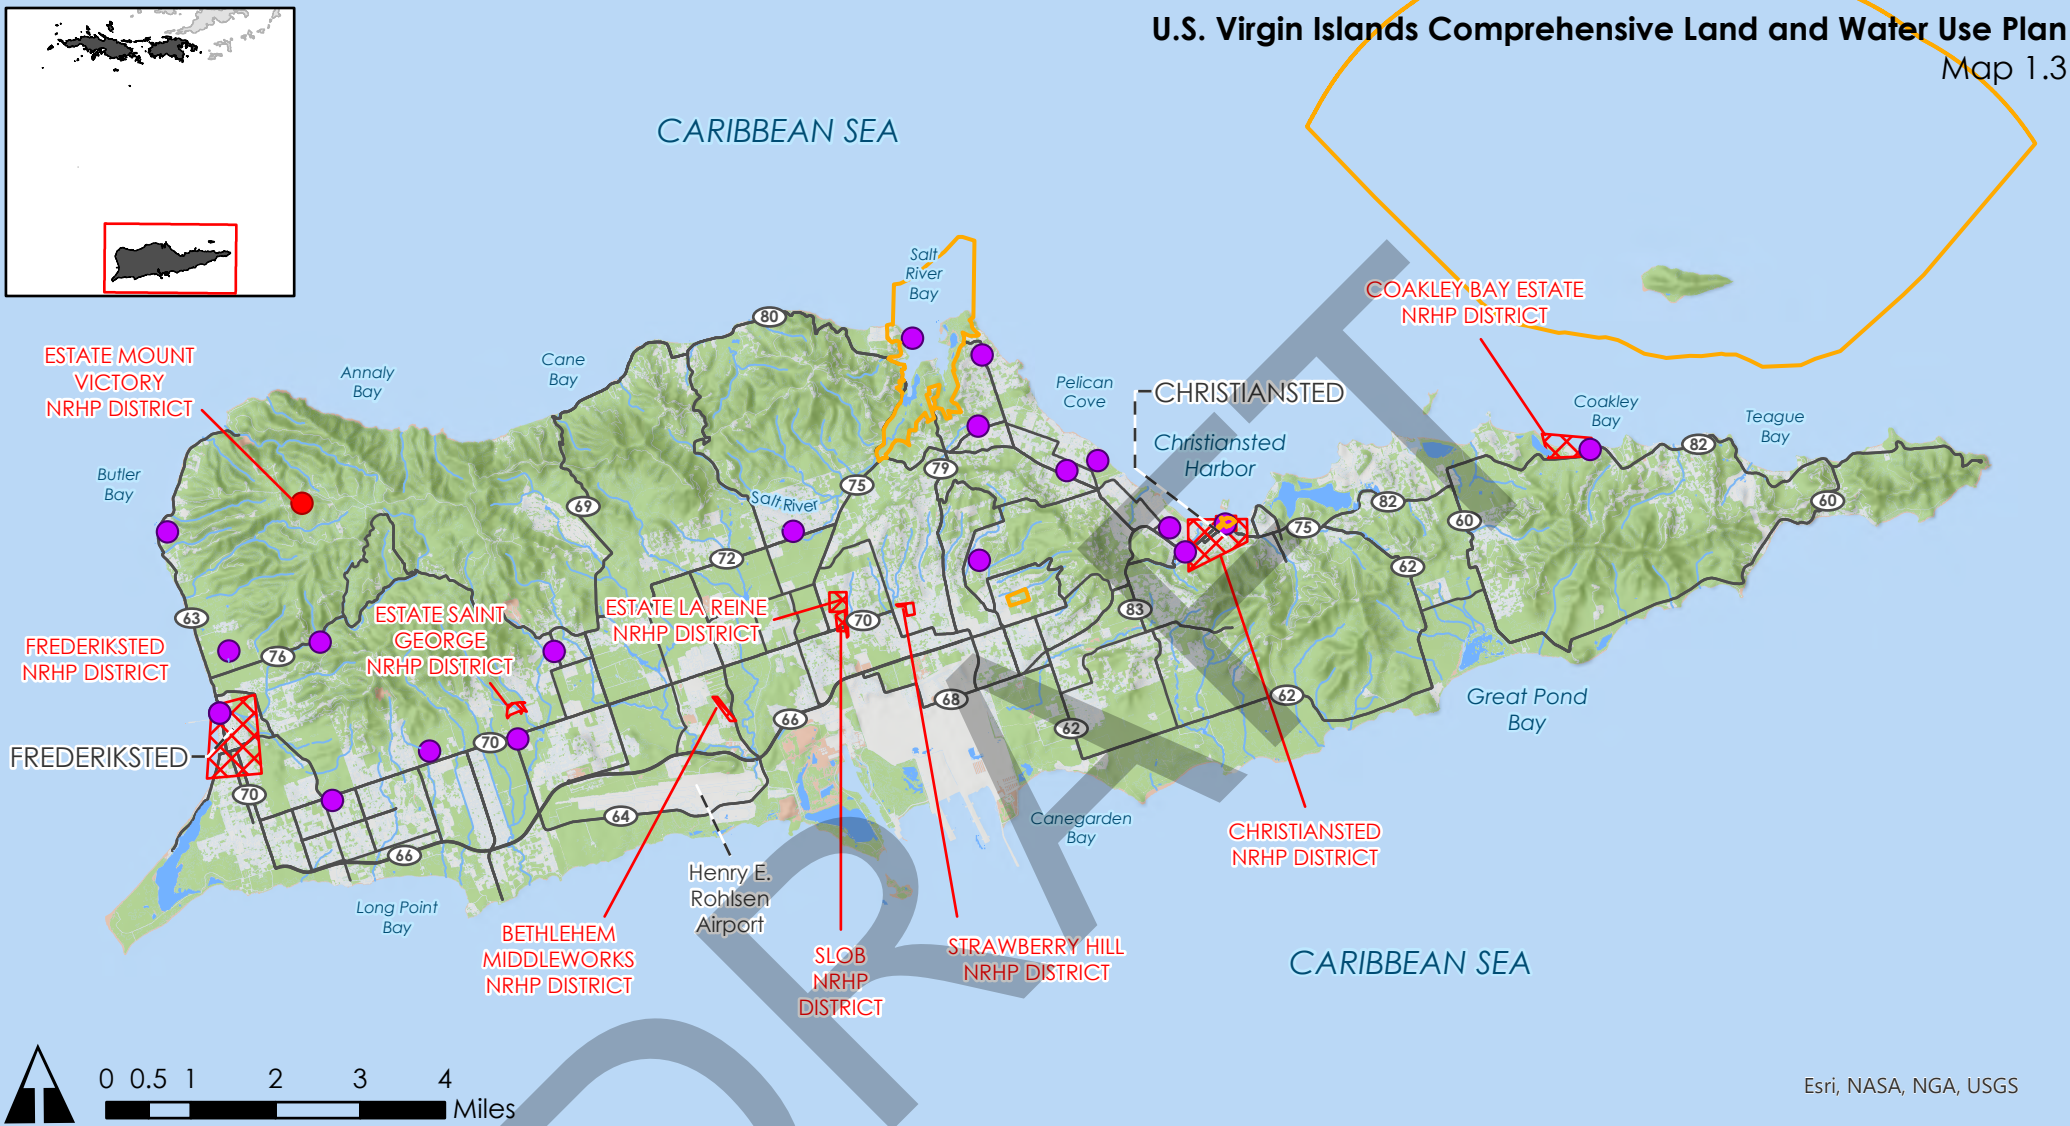 U.S. Virgin Islands Comprehensive Land and Water Use Plan
Map 1.3
CARIBBEAN SEA
Salt
River
Bay
COAKLEY BAY ESTATE
NRHP DISTRICT
80
ESTATE MOUNT
VICTORY
NRHP DISTRICT
Annaly
Bay
Cane
Bay
Pelican
Cove
CHRISTIANSTED
Coakley
Bay
Teague
Bay
Christiansted
Harbor
82
Butler
Bay
79
75
Salt River
69
82
60
60
75
72
62
63
ESTATE SAINT
GEORGE
NRHP DISTRICT
ESTATE LA REINE
NRHP DISTRICT
70
83
FREDERIKSTED
NRHP DISTRICT
76
68
62
Great Pond
Bay
66
62
70
FREDERIKSTED
70
64
66
Canegarden
Bay
CHRISTIANSTED
NRHP DISTRICT
Henry E.
Rohlsen
Airport
Long Point
Bay
BETHLEHEM
MIDDLEWORKS
NRHP DISTRICT
SLOB
NRHP
DISTRICT
STRAWBERRY HILL
NRHP DISTRICT
CARIBBEAN SEA
DRAFT
0 0.5 1 2 3 4
Miles
Esri, NASA, NGA, USGS